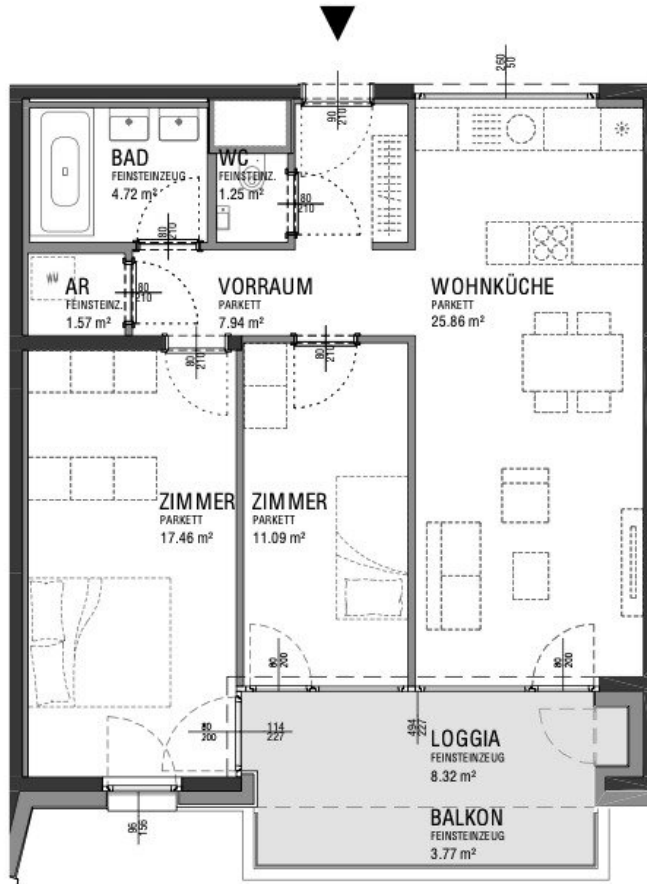 260
50
90
210
BAD
FEINSTEINZEUG
4.72 m²
WC
FEINSTEINZ.
1.25 m²
80
210
80
210
AR
FEINSTEINZ.
1.57 m²
80
210
VORRAUM
PARKETT
7.94 m²
WOHNKÜCHE
PARKETT
25.86 m²
80
210
80
210
ZIMMER
PARKETT
17.46 m²
ZIMMER
PARKETT
11.09 m²
80
200
80
200
80
200
114
227
494
227
LOGGIA
FEINSTEINZEUG
8.32 m²
BALKON
FEINSTEINZEUG
3.77 m²
96
156